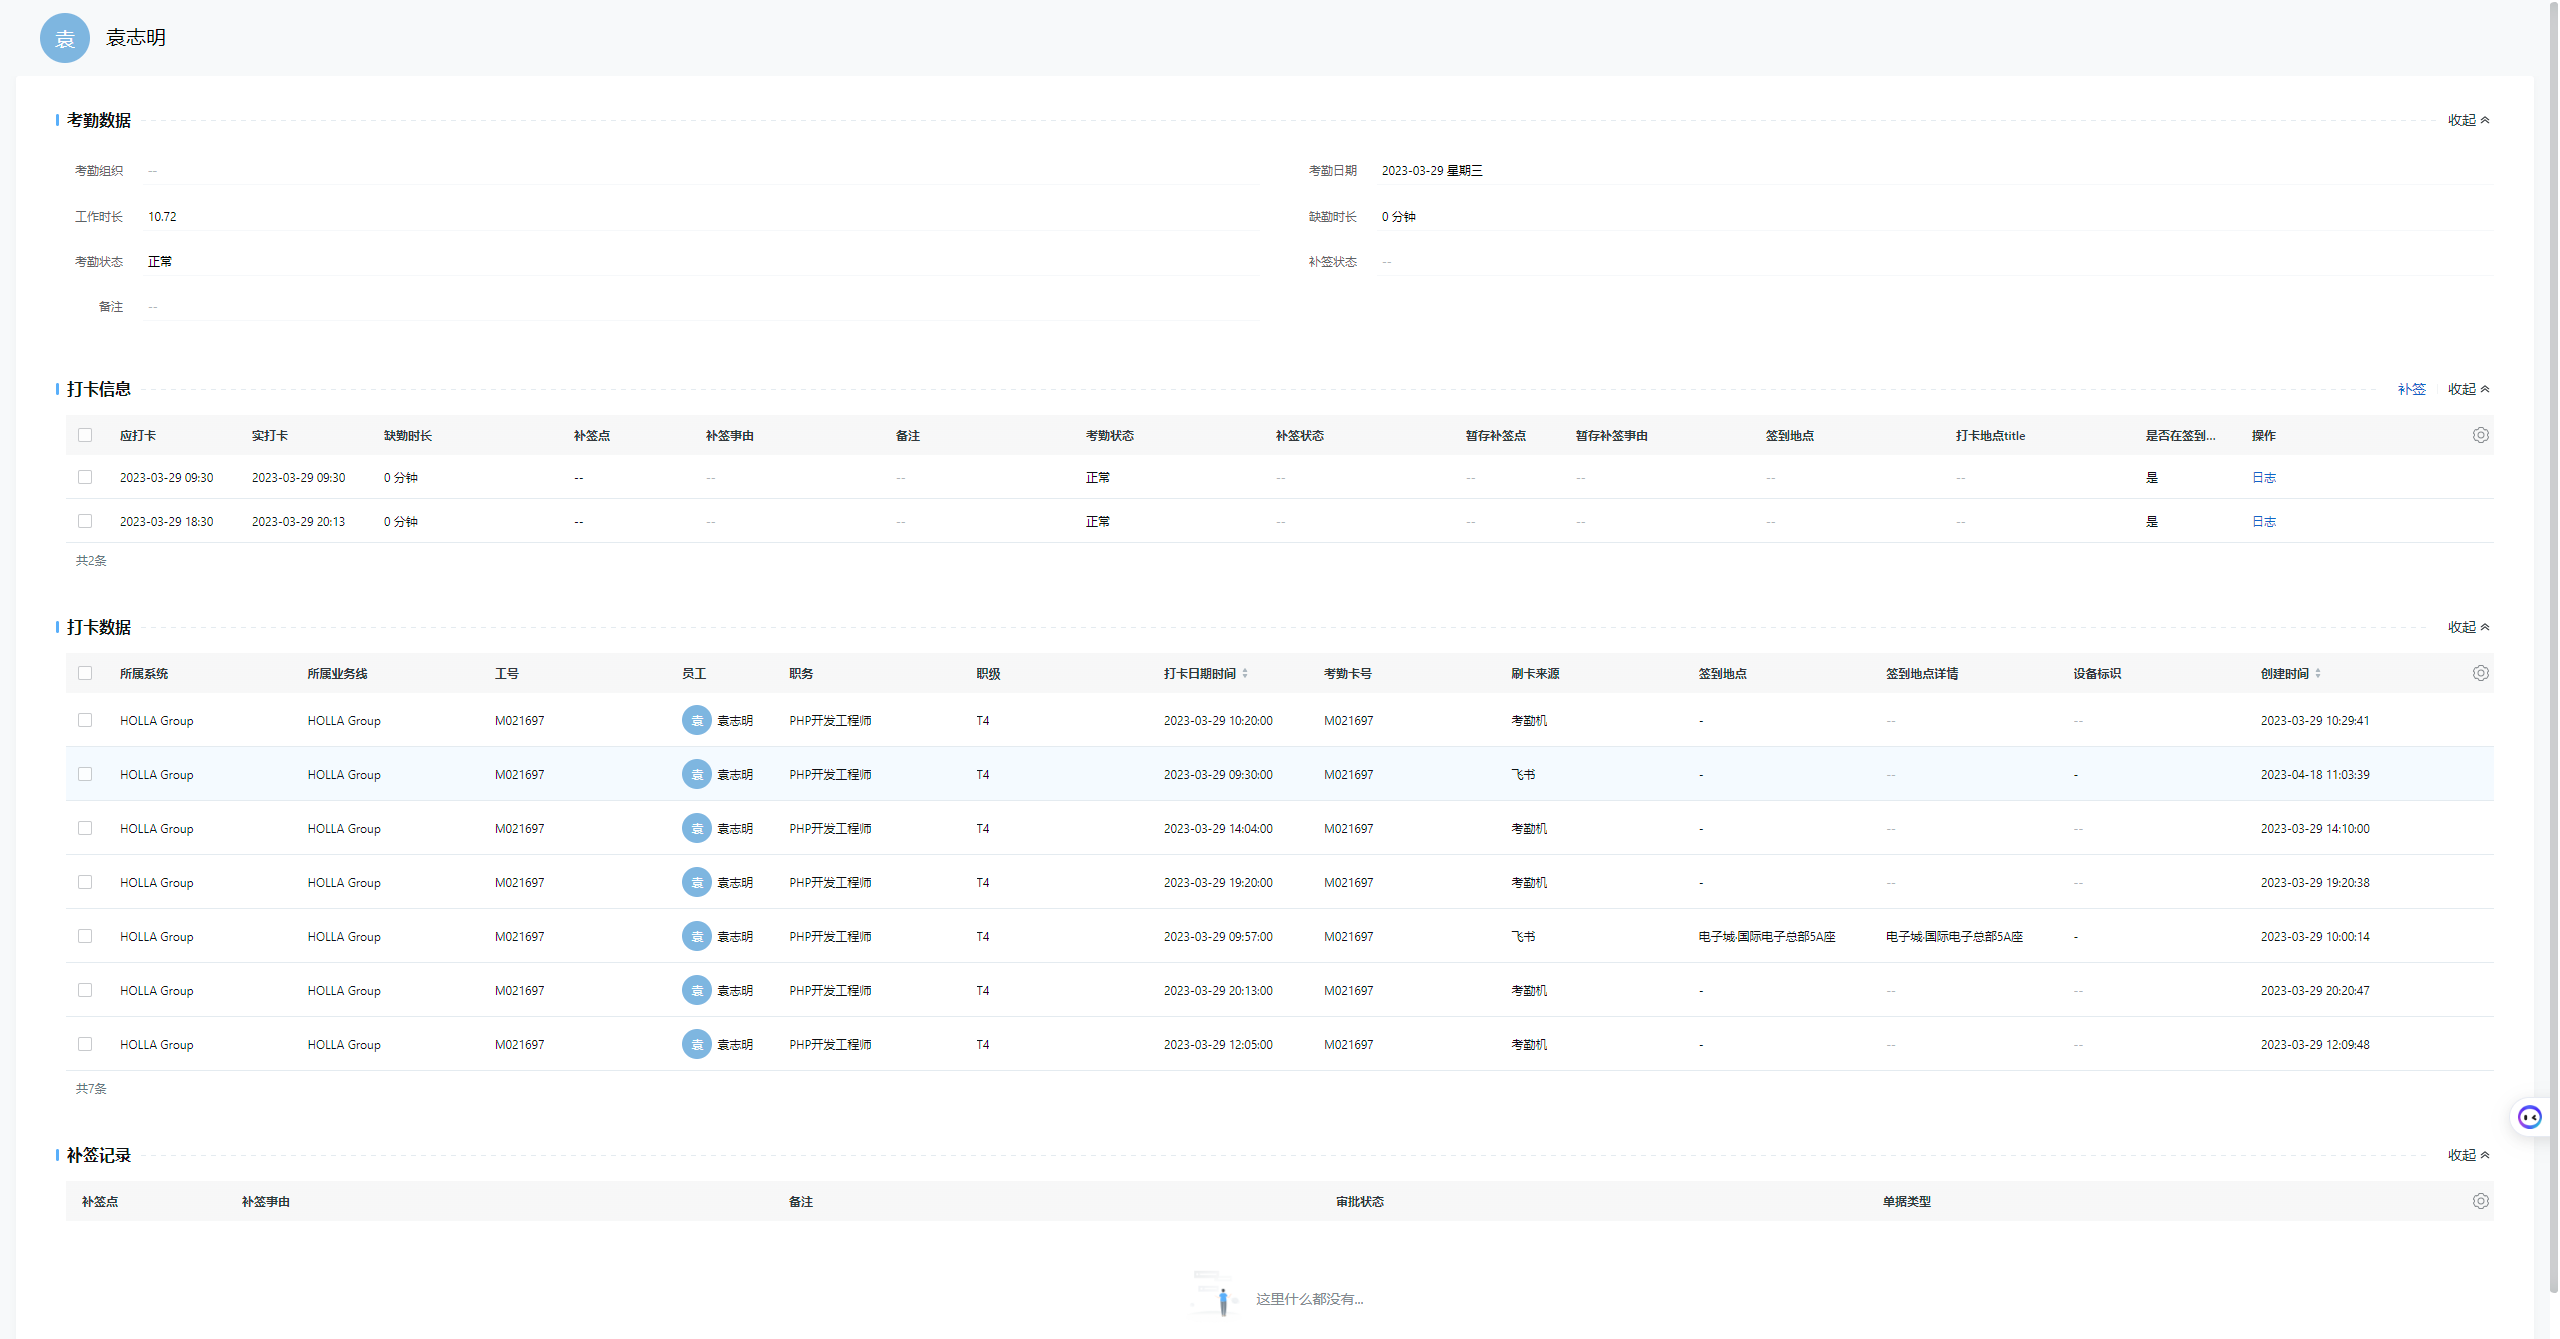 袁 袁志明
考勤数据 收起
考勤组织 -- 考勤日期 2023-03-29 星期三
工作时长 10.72 缺勤时长 0 分钟
考勤状态 正常 补签状态 --
备注 --
打卡信息 补签 收起
应打卡 实打卡 缺勤时长 补签点 补签事由 备注 考勤状态 补签状态 暂存补签点 暂存补签事由 签到地点 打卡地点title 是否在签到... 操作
2023-03-29 09:30 2023-03-29 09:30 0 分钟 -- -- -- 正常 -- -- -- -- -- 是 日志
2023-03-29 18:30 2023-03-29 20:13 0 分钟 -- -- -- 正常 -- -- -- -- -- 是 日志
共2条
打卡数据 收起
所属系统 所属业务线 工号 员工 职务 职级 打卡日期时间 考勤卡号 刷卡来源 签到地点 签到地点详情 设备标识 创建时间
HOLLA Group HOLLA Group M021697 袁 袁志明 PHP开发工程师 T4 2023-03-29 10:20:00 M021697 考勤机 - -- -- 2023-03-29 10:29:41
HOLLA Group HOLLA Group M021697 袁 袁志明 PHP开发工程师 T4 2023-03-29 09:30:00 M021697 飞书 - -- - 2023-04-18 11:03:39
HOLLA Group HOLLA Group M021697 袁 袁志明 PHP开发工程师 T4 2023-03-29 14:04:00 M021697 考勤机 - -- -- 2023-03-29 14:10:00
HOLLA Group HOLLA Group M021697 袁 袁志明 PHP开发工程师 T4 2023-03-29 19:20:00 M021697 考勤机 - -- -- 2023-03-29 19:20:38
HOLLA Group HOLLA Group M021697 袁 袁志明 PHP开发工程师 T4 2023-03-29 09:57:00 M021697 飞书 电子城·国际电子总部5A座 电子城·国际电子总部5A座 - 2023-03-29 10:00:14
HOLLA Group HOLLA Group M021697 袁 袁志明 PHP开发工程师 T4 2023-03-29 20:13:00 M021697 考勤机 - -- -- 2023-03-29 20:20:47
HOLLA Group HOLLA Group M021697 袁 袁志明 PHP开发工程师 T4 2023-03-29 12:05:00 M021697 考勤机 - -- -- 2023-03-29 12:09:48
共7条
补签记录 收起
补签点 补签事由 备注 审批状态 单据类型
这里什么都没有...